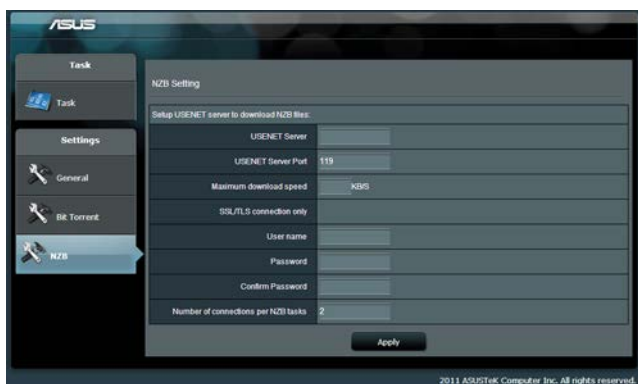 ASUS
Task
Task
Settings
General
Bit Torrent
NZB
NZB Setting
Setup USENET server to download NZB files:
USENET Server
USENET Server Port 119
Maximum download speed KB/S
SSL/TLS connection only
User name
Password
Confirm Password
Number of connections per NZB tasks 2
Apply
2011 ASUSTeK Computer Inc. All rights reserved.